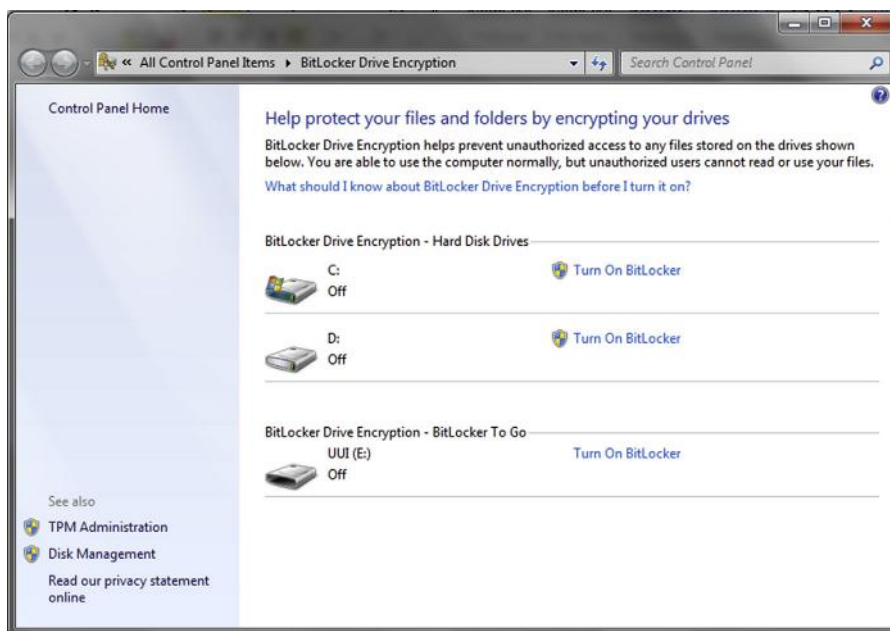 « All Control Panel Items ▸ BitLocker Drive Encryption
Search Control Panel
Control Panel Home
Help protect your files and folders by encrypting your drives
BitLocker Drive Encryption helps prevent unauthorized access to any files stored on the drives shown
below. You are able to use the computer normally, but unauthorized users cannot read or use your files.
What should I know about BitLocker Drive Encryption before I turn it on?
BitLocker Drive Encryption - Hard Disk Drives
C:
Off
Turn On BitLocker
D:
Off
Turn On BitLocker
BitLocker Drive Encryption - BitLocker To Go
UUI (E:)
Off
Turn On BitLocker
See also
TPM Administration
Disk Management
Read our privacy statement
online